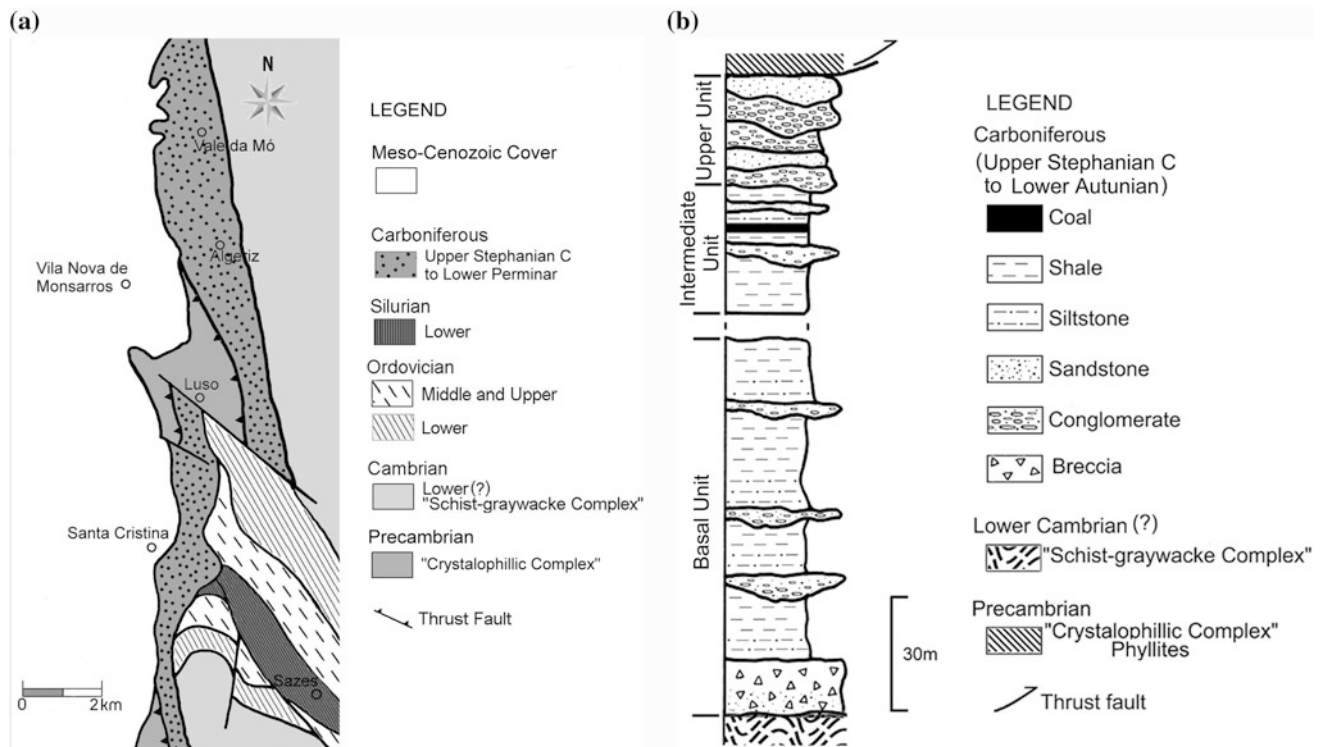 (a)
N
Vale da Mó
Algeriz
Vila Nova de
Monsarros
Luso
Santa Cristina
Sazes
0 2km
LEGEND
Meso-Cenozoic Cover
Carboniferous
Upper Stephanian C
to Lower Perminar
Silurian
Lower
Ordovician
Middle and Upper
Lower
Cambrian
Lower(?)
"Schist-graywacke Complex"
Precambrian
"Crystalophillic Complex"
Thrust Fault
(b)
Upper Unit
Intermediate
Unit
Basal Unit
30m
LEGEND
Carboniferous
(Upper Stephanian C
to Lower Autunian)
Coal
Shale
Siltstone
Sandstone
Conglomerate
Breccia
Lower Cambrian (?)
"Schist-graywacke Complex"
Precambrian
"Crystalophillic Complex"
Phyllites
Thrust fault